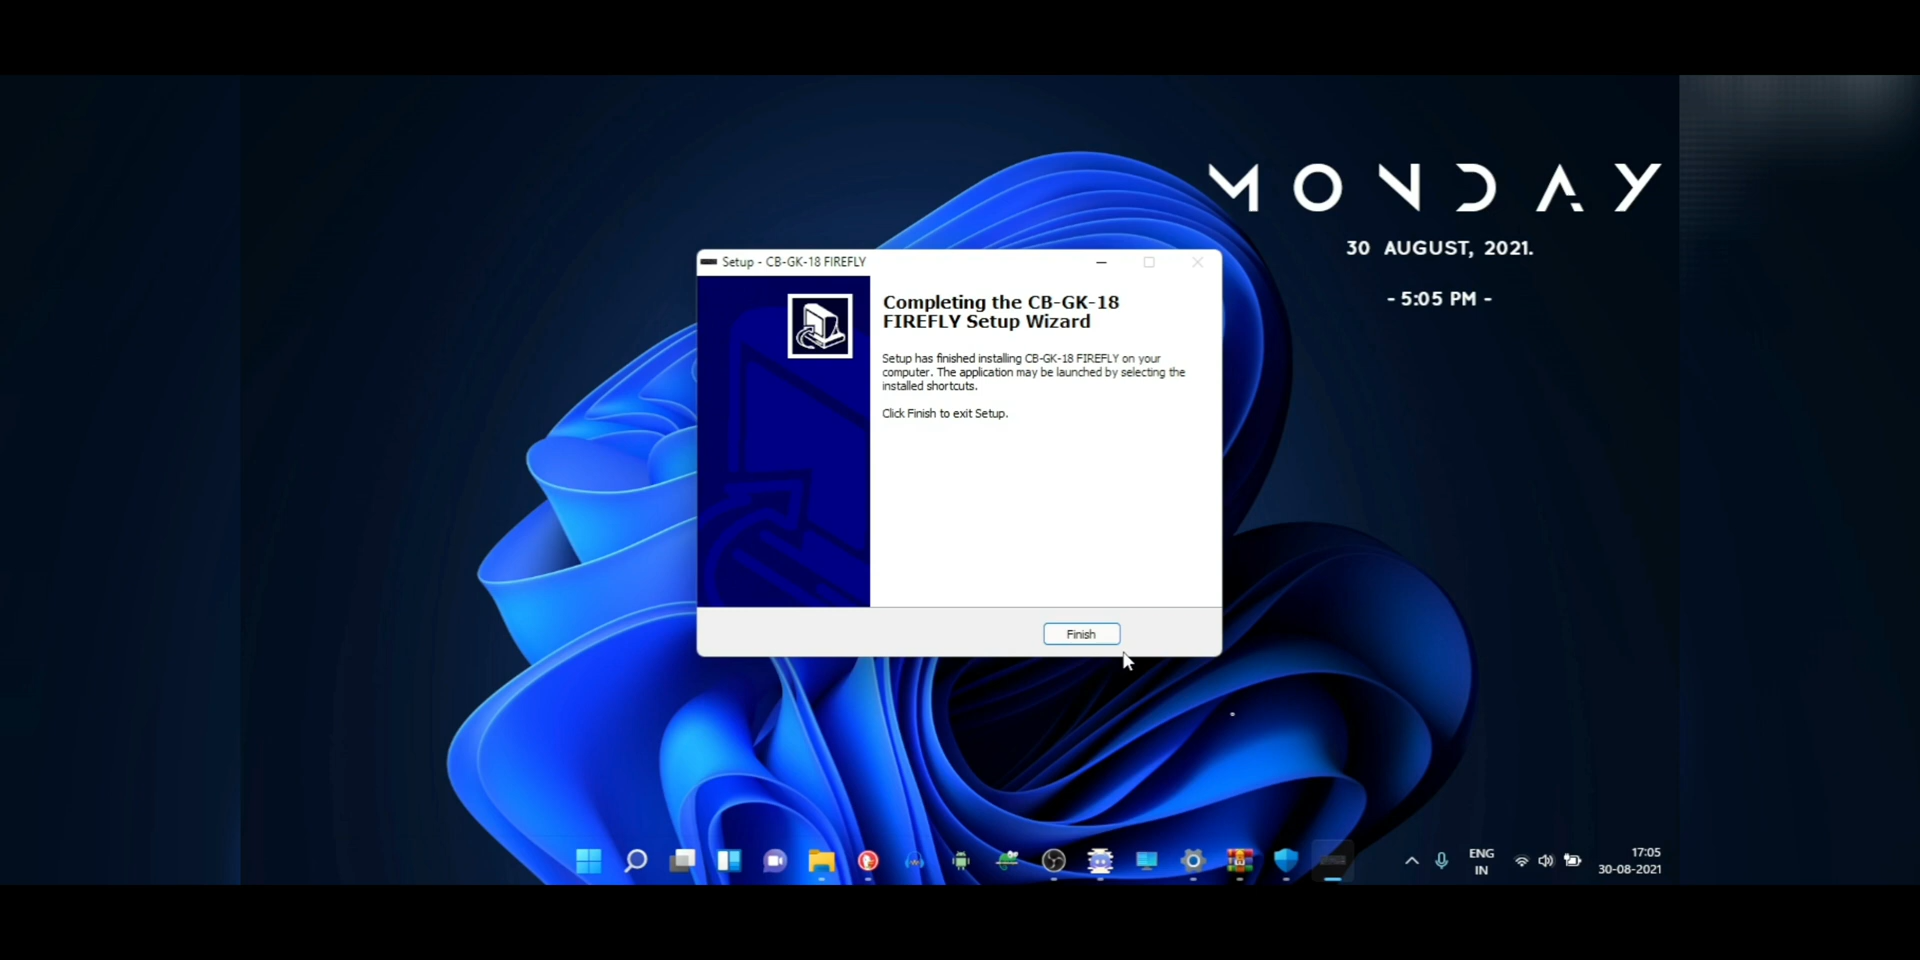 MONDAY
30 AUGUST, 2021.
- 5:05 PM -
Setup - CB-GK-18 FIREFLY
Completing the CB-GK-18
FIREFLY Setup Wizard
Setup has finished installing CB-GK-18 FIREFLY on your
computer. The application may be launched by selecting the
installed shortcuts.
Click Finish to exit Setup.
Finish
ENG
IN
17:05
30-08-2021